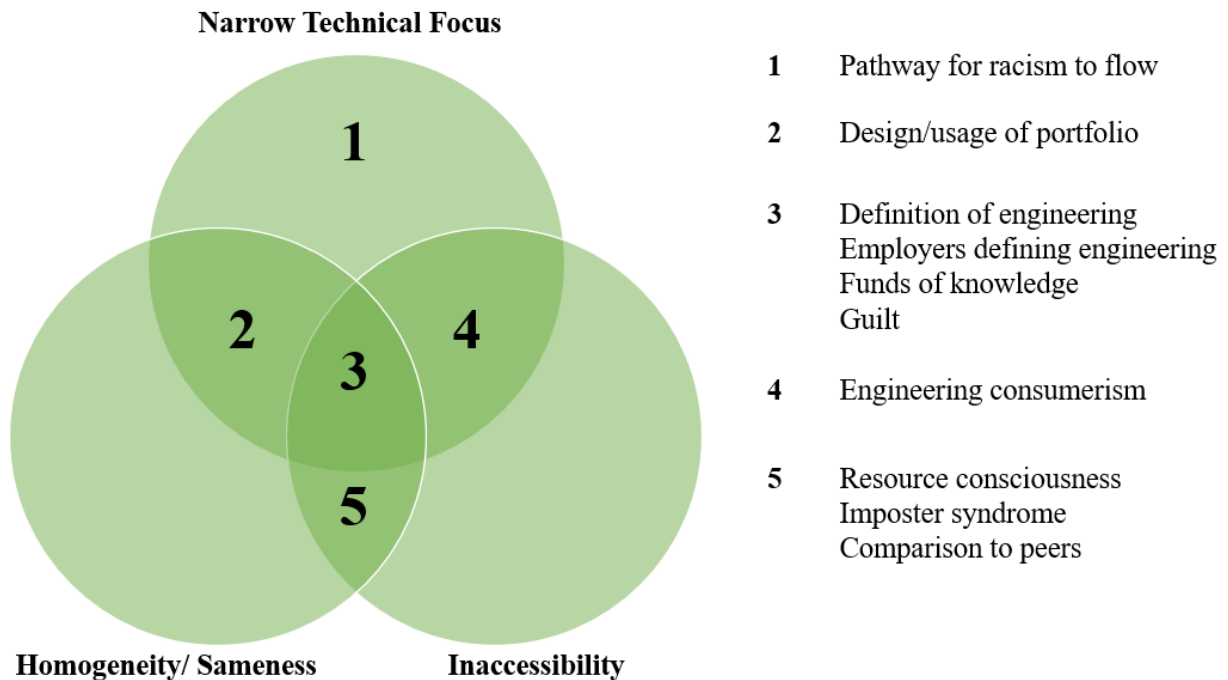 Narrow Technical Focus
1
2
3
4
5
Homogeneity/ Sameness
Inaccessibility
1 Pathway for racism to flow
2 Design/usage of portfolio
3 Definition of engineering
Employers defining engineering
Funds of knowledge
Guilt
4 Engineering consumerism
5 Resource consciousness
Imposter syndrome
Comparison to peers